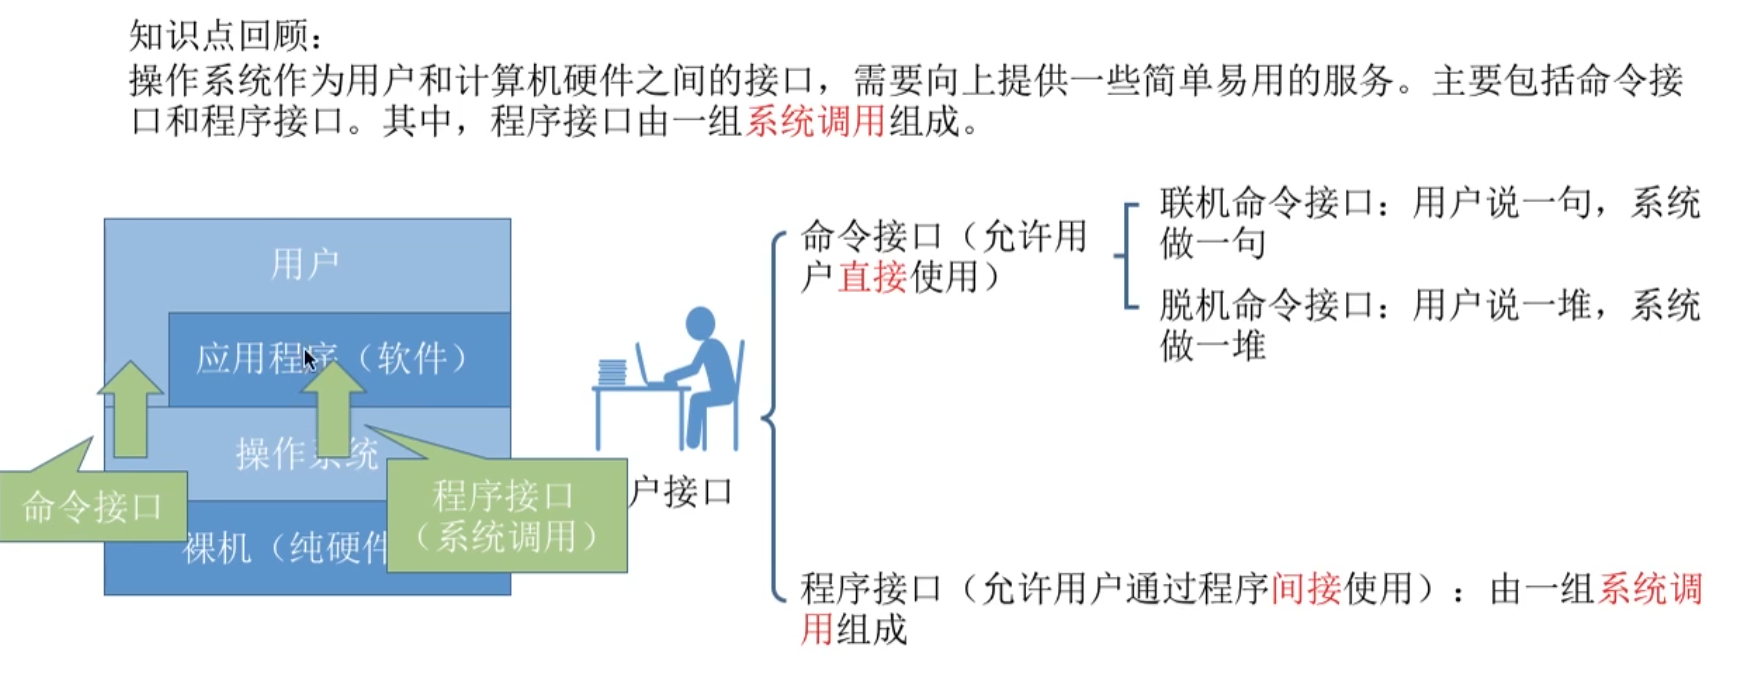 知识点回顾：
操作系统作为用户和计算机硬件之间的接口，需要向上提供一些简单易用的服务。主要包括命令接
口和程序接口。其中，程序接口由一组系统调用组成。
用户
应用程序（软件）
操作系统
裸机（纯硬件
命令接口
程序接口
（系统调用）
户接口
命令接口（允许用
户直接使用）
联机命令接口：用户说一句，系统
做一句
脱机命令接口：用户说一堆，系统
做一堆
程序接口（允许用户通过程序间接使用）：由一组系统调
用组成